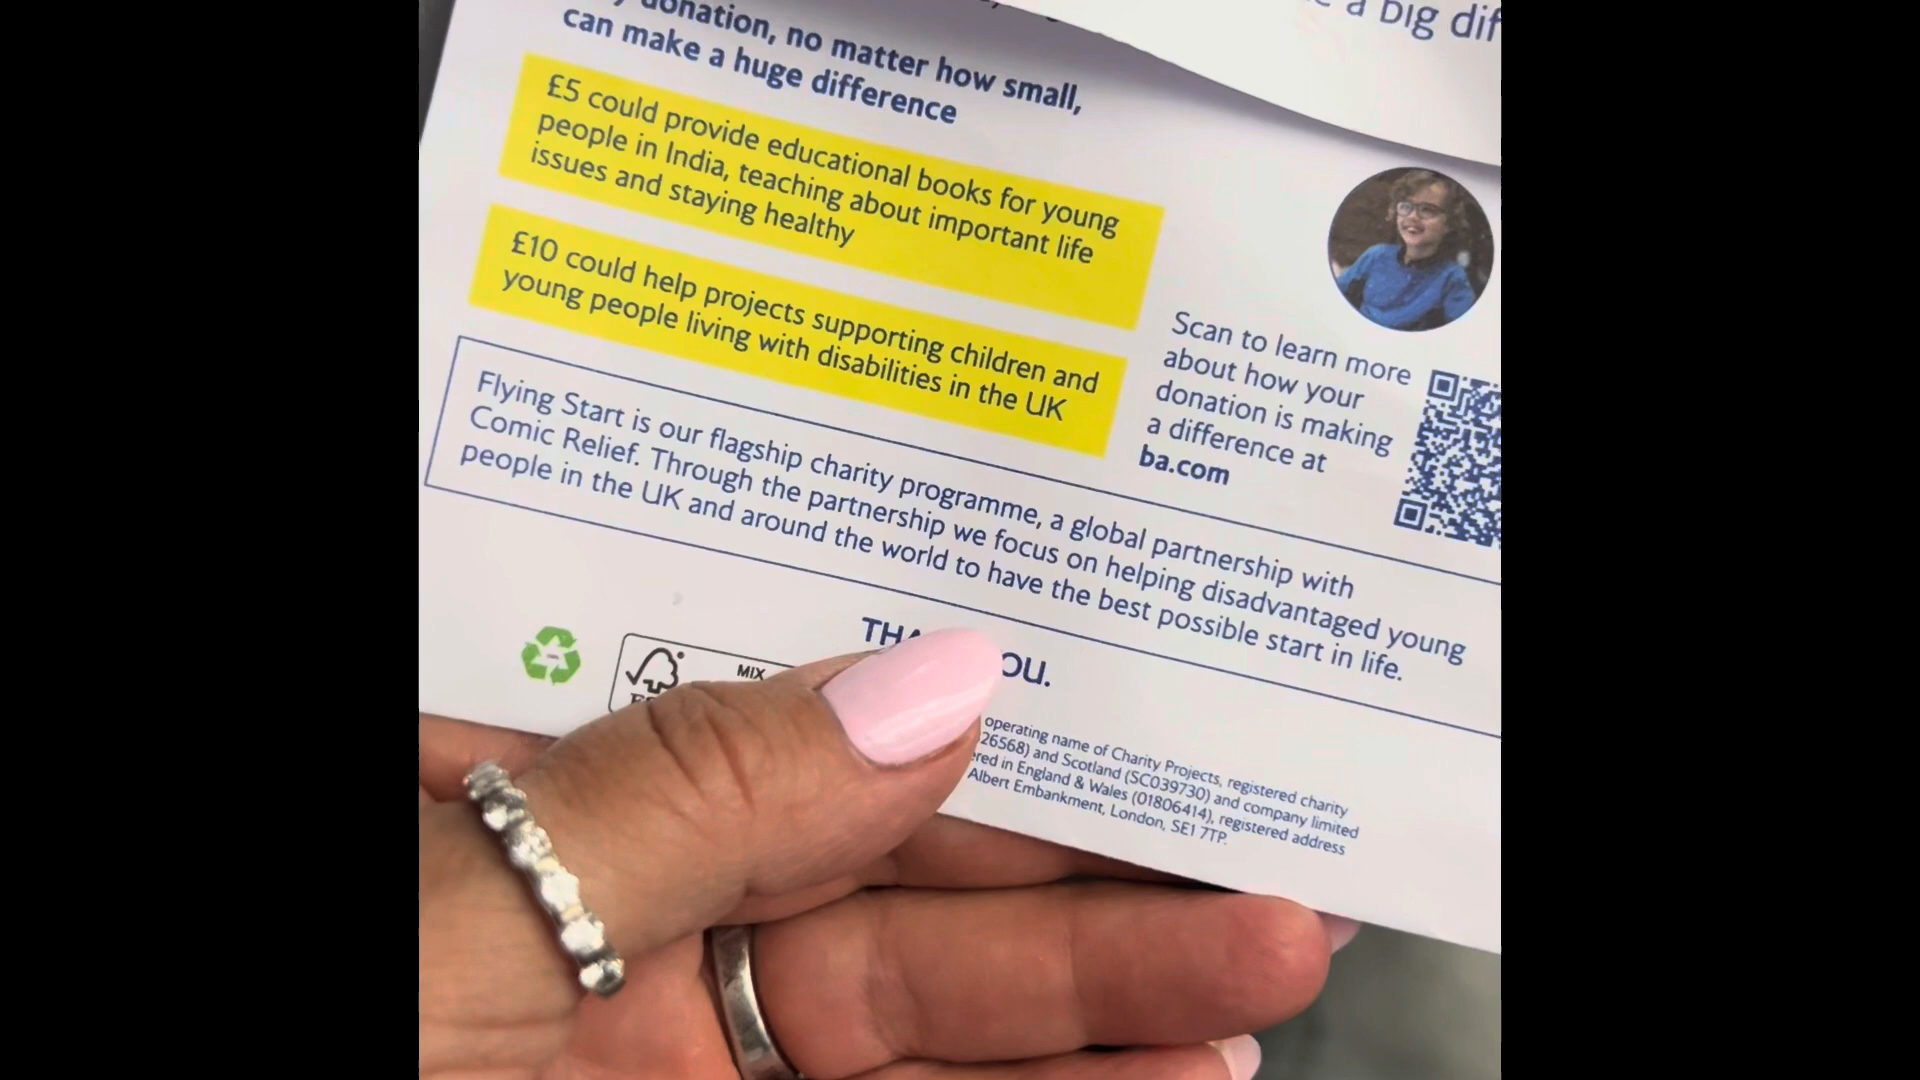 a big dif
donation, no matter how small,
can make a huge difference
£5 could provide educational books for young
people in India, teaching about important life
issues and staying healthy
£10 could help projects supporting children and
young people living with disabilities in the UK
Scan to learn more
about how your
donation is making
a difference at
ba.com
Flying Start is our flagship charity programme, a global partnership with
Comic Relief. Through the partnership we focus on helping disadvantaged young
people in the UK and around the world to have the best possible start in life.
THA OU.
MIX
operating name of Charity Projects, registered charity
26568) and Scotland (SC039730) and company limited
red in England & Wales (01806414), registered address
Albert Embankment, London, SE1 7TP.